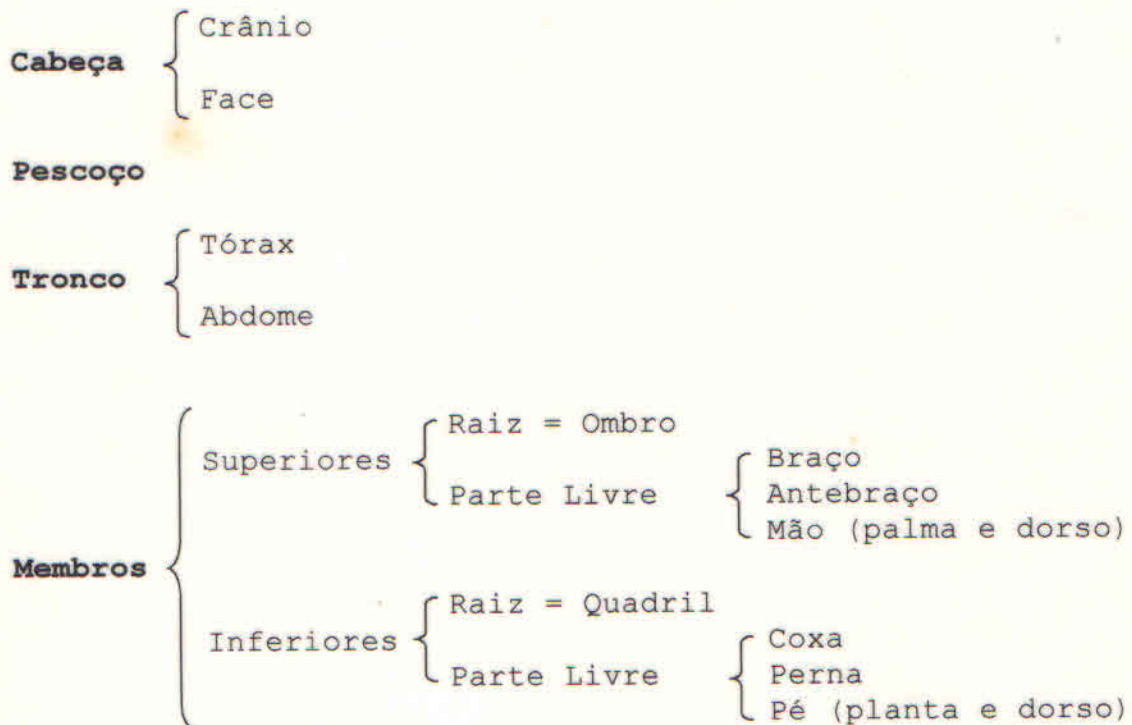 Crânio
Cabeça
Face
Pescoço
Tórax
Tronco
Abdome
Raiz = Ombro
Superiores
Braço
Parte Livre
Antebraço
Mão (palma e dorso)
Membros
Raiz = Quadril
Inferiores
Coxa
Parte Livre
Perna
Pé (planta e dorso)